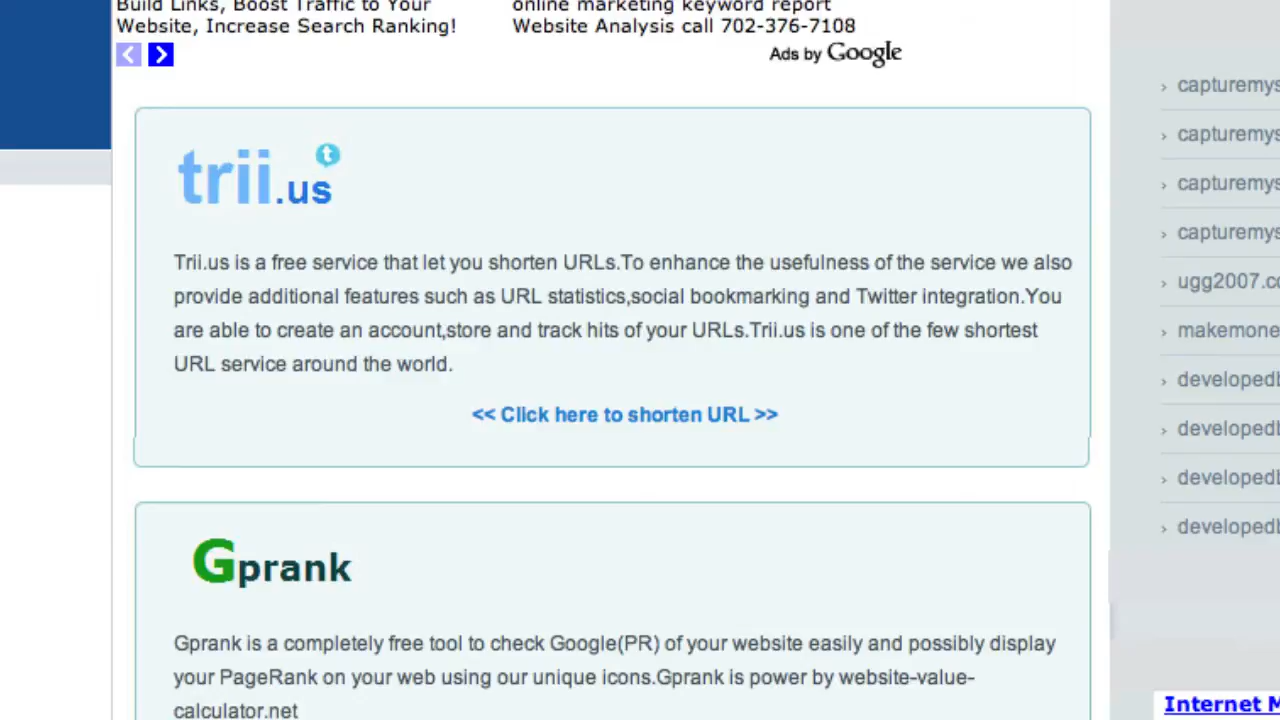 Build Links, Boost Traffic to Your
Website, Increase Search Ranking!
online marketing keyword report
Website Analysis call 702-376-7108
Ads by Google
trii.us
t
Trii.us is a free service that let you shorten URLs.To enhance the usefulness of the service we also
provide additional features such as URL statistics,social bookmarking and Twitter integration.You
are able to create an account,store and track hits of your URLs.Trii.us is one of the few shortest
URL service around the world.
<< Click here to shorten URL >>
Gprank
Gprank is a completely free tool to check Google(PR) of your website easily and possibly display
your PageRank on your web using our unique icons.Gprank is power by website-value-
calculator.net
› capturemys
› capturemys
› capturemys
› capturemys
› ugg2007.co
› makemone
› developedb
› developedb
› developedb
› developedb
Internet M